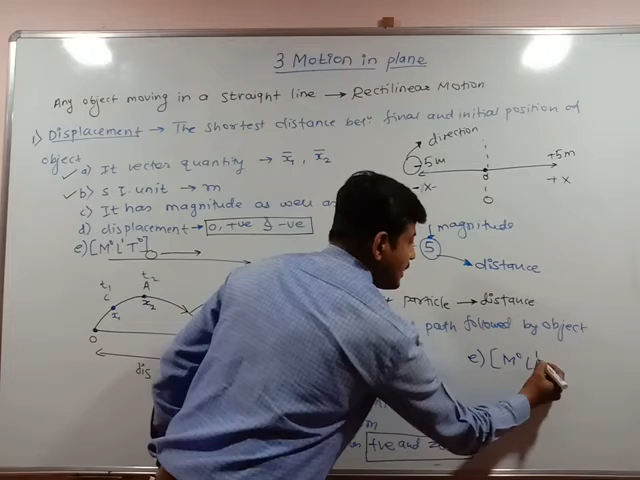 3 Motion in plane
Any object moving in a straight line → Rectilinear Motion
1) Displacement → The shortest distance betⁿ final and initial position of
object
a) It vector quantity → x̅₁, x̅₂
b) S.I. unit → m
c) It has magnitude as well as
d) displacement → 0, +ve & -ve
e) [M⁰L¹T⁰]
direction
-5m
+5m
-x-
0
+x
0
magnitude
5
distance
particle → distance
path followed by object
e) [M⁰L¹
t₁
t₂
C
A
x₁
x₂
O
dis
m
+ve and